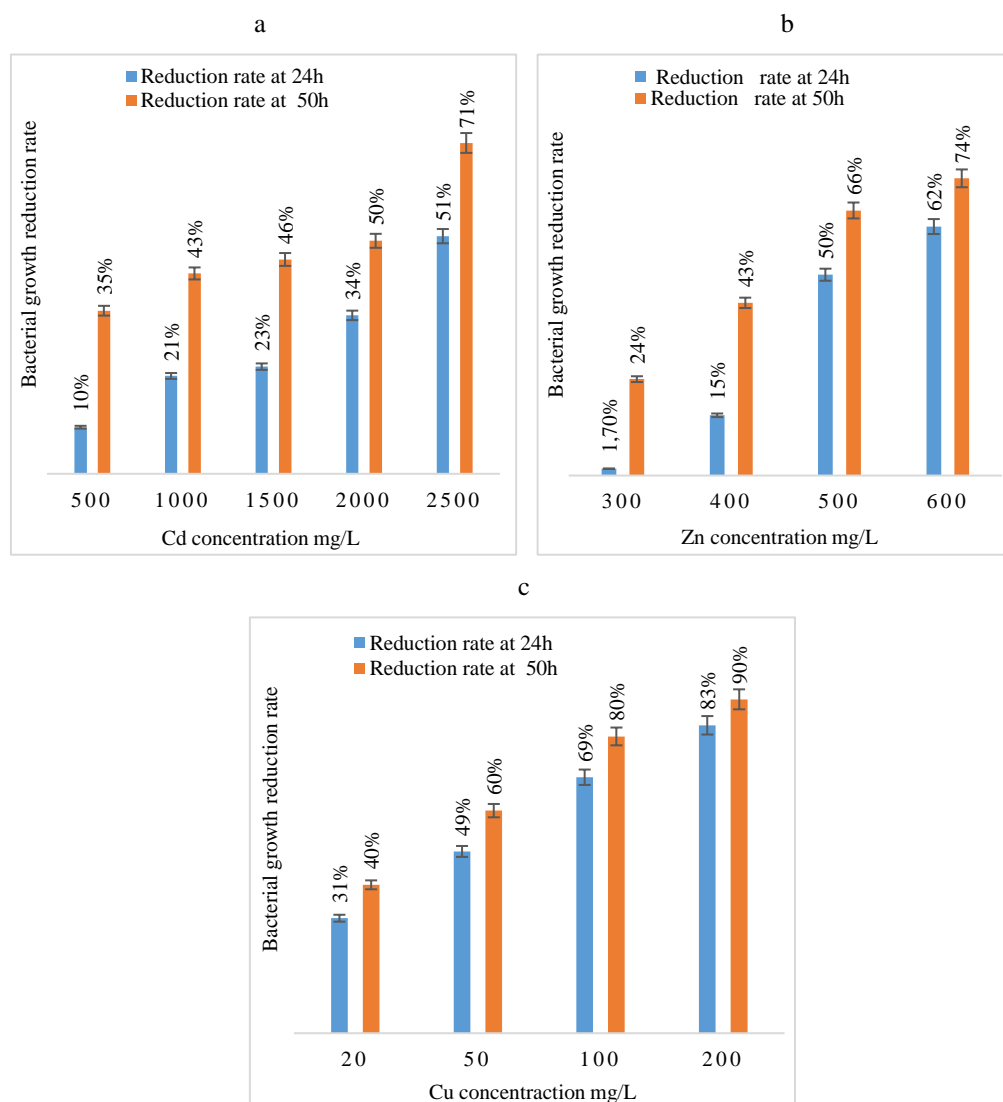 a
Reduction rate at 24h
Reduction rate at 50h
Bacterial growth reduction rate
10%
35%
21%
43%
23%
46%
34%
50%
51%
71%
500 1000 1500 2000 2500
Cd concentration mg/L
b
Reduction rate at 24h
Reduction rate at 50h
Bacterial growth reduction rate
1,70%
24%
15%
43%
50%
66%
62%
74%
300 400 500 600
Zn concentration mg/L
c
Reduction rate at 24h
Reduction rate at 50h
Bacterial growth reduction rate
31%
40%
49%
60%
69%
80%
83%
90%
20 50 100 200
Cu concentraction mg/L